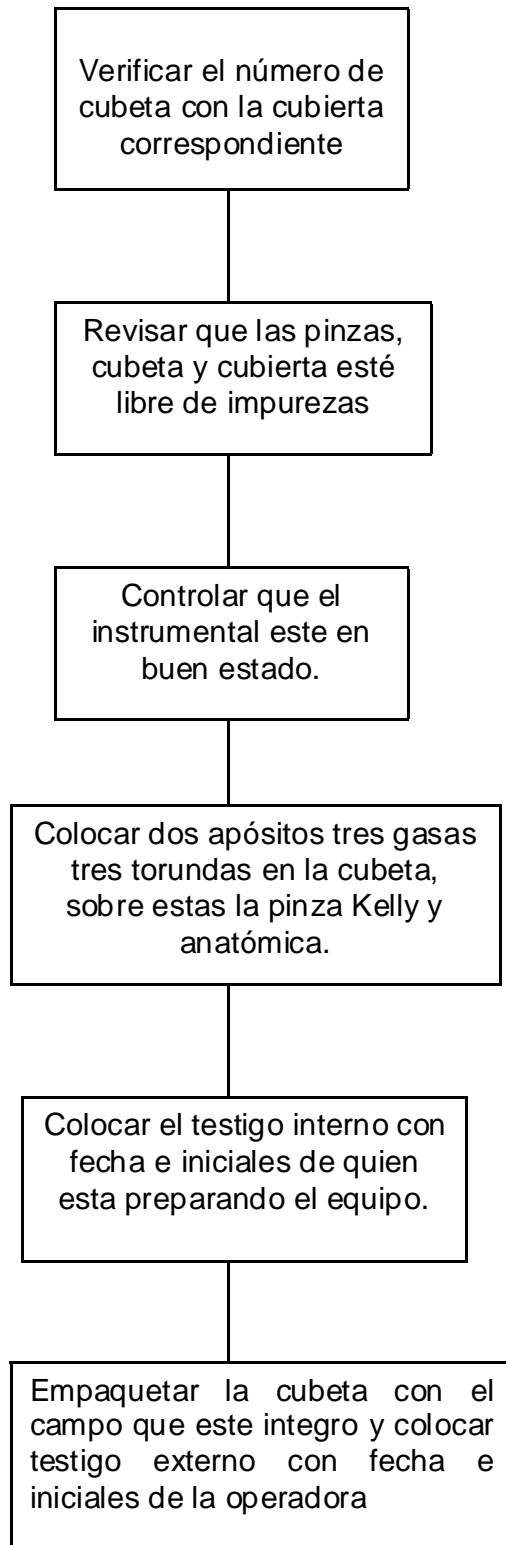 Verificar el número de
cubeta con la cubierta
correspondiente
Revisar que las pinzas,
cubeta y cubierta esté
libre de impurezas
Controlar que el
instrumental este en
buen estado.
Colocar dos apósitos tres gasas
tres torundas en la cubeta,
sobre estas la pinza Kelly y
anatómica.
Colocar el testigo interno con
fecha e iniciales de quien
esta preparando el equipo.
Empaquetar la cubeta con el
campo que este integro y colocar
testigo externo con fecha e
iniciales de la operadora